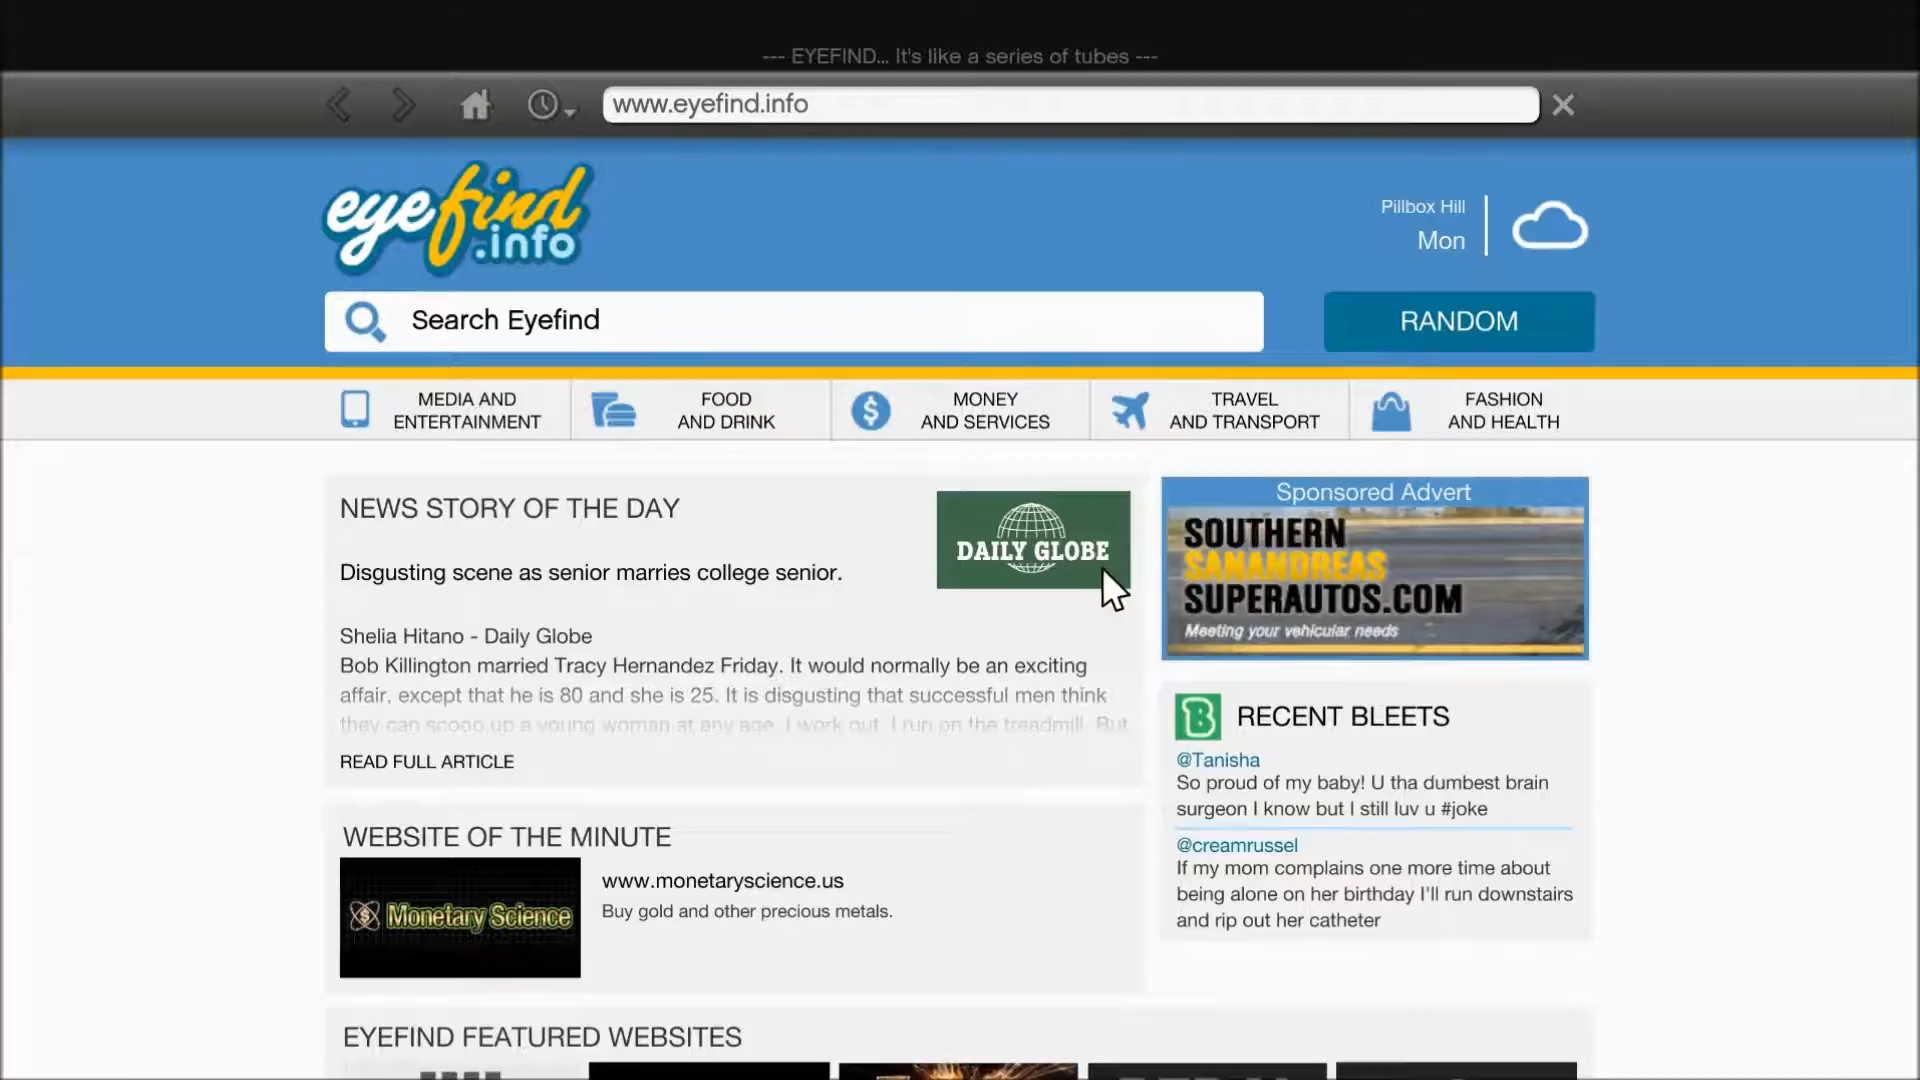 --- EYEFIND... It's like a series of tubes ---
www.eyefind.info
eyefind
.info
Pillbox Hill
Mon
Search Eyefind
RANDOM
MEDIA AND
ENTERTAINMENT
FOOD
AND DRINK
MONEY
AND SERVICES
TRAVEL
AND TRANSPORT
FASHION
AND HEALTH
NEWS STORY OF THE DAY
DAILY GLOBE
Disgusting scene as senior marries college senior.
Shelia Hitano - Daily Globe
Bob Killington married Tracy Hernandez Friday. It would normally be an exciting
affair, except that he is 80 and she is 25. It is disgusting that successful men think
they can scoop up a young woman at any age. I work out. I run on the treadmill. But
READ FULL ARTICLE
Sponsored Advert
SOUTHERN
SANANDREAS
SUPERAUTOS.COM
Meeting your vehicular needs
RECENT BLEETS
@Tanisha
So proud of my baby! U tha dumbest brain
surgeon I know but I still luv u #joke
@creamrussel
If my mom complains one more time about
being alone on her birthday I'll run downstairs
and rip out her catheter
WEBSITE OF THE MINUTE
Monetary Science
www.monetaryscience.us
Buy gold and other precious metals.
EYEFIND FEATURED WEBSITES